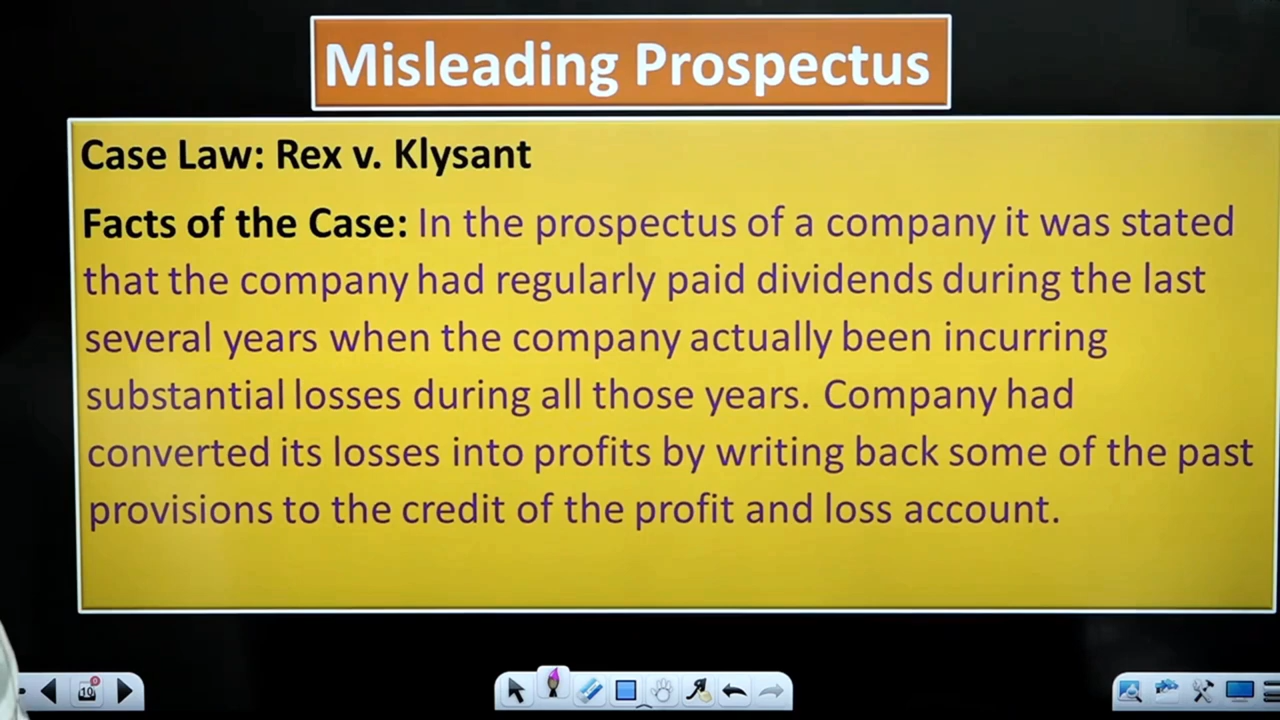 Misleading Prospectus
Case Law: Rex v. Klysant
Facts of the Case: In the prospectus of a company it was stated
that the company had regularly paid dividends during the last
several years when the company actually been incurring
substantial losses during all those years. Company had
converted its losses into profits by writing back some of the past
provisions to the credit of the profit and loss account.
10